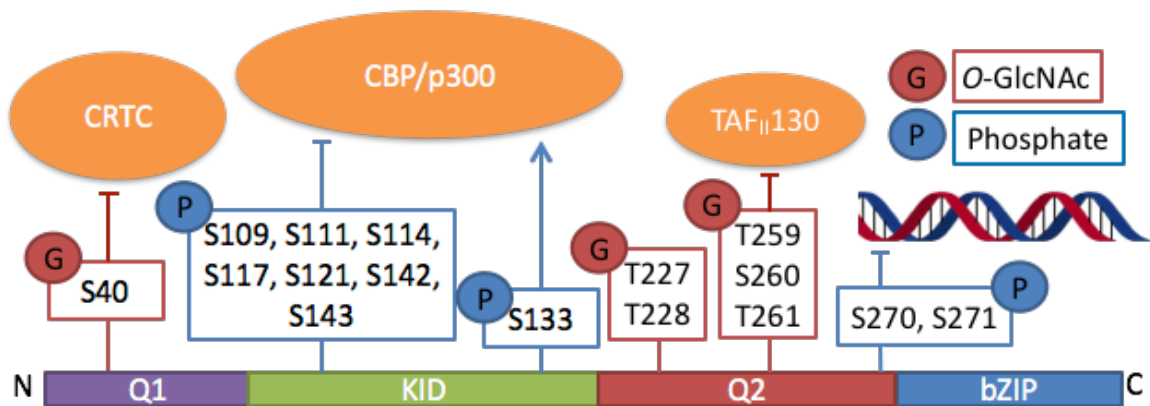 CRTC
CBP/p300
TAFII130
G
O-GlcNAc
P
Phosphate
G
S40
P
S109, S111, S114,
S117, S121, S142,
S143
P
S133
G
T227
T228
G
T259
S260
T261
P
S270, S271
N
Q1
KID
Q2
bZIP
C